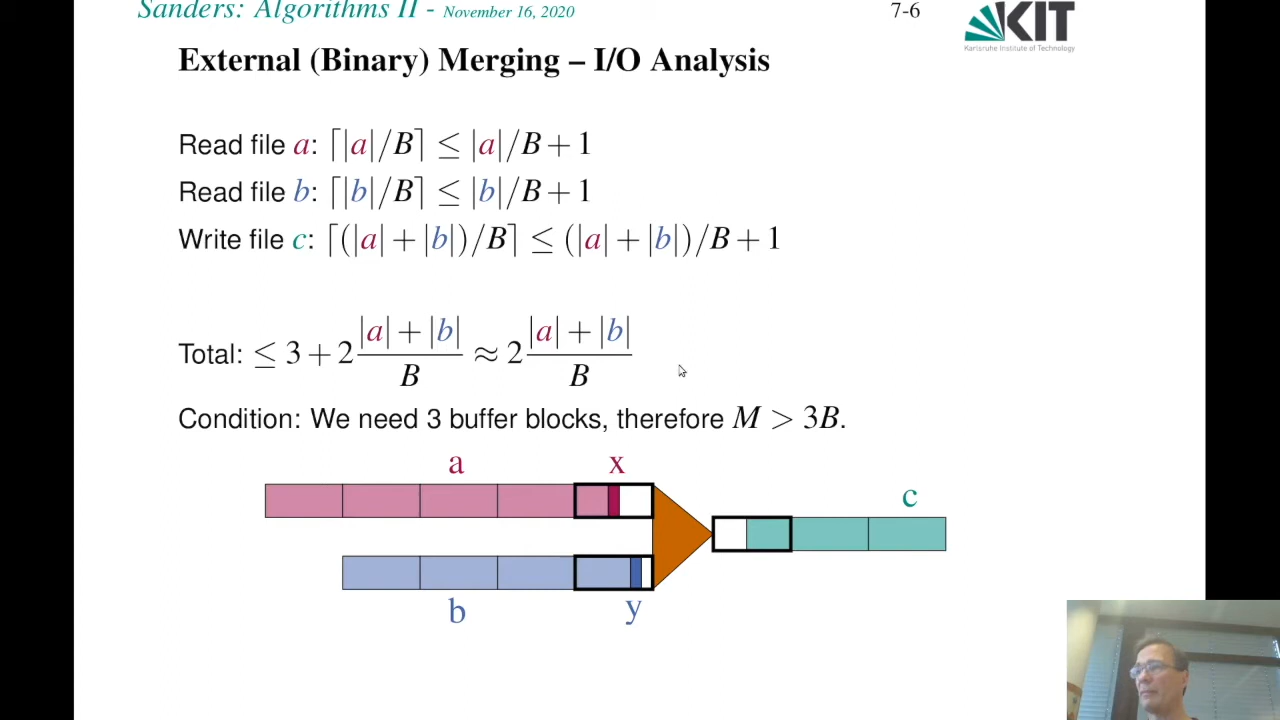 Sanders: Algorithms II - November 16, 2020
7-6
KIT
Karlsruhe Institute of Technology
External (Binary) Merging – I/O Analysis
Read file a: ⌈|a|/B⌉ ≤ |a|/B + 1
Read file b: ⌈|b|/B⌉ ≤ |b|/B + 1
Write file c: ⌈(|a| + |b|)/B⌉ ≤ (|a| + |b|)/B + 1
Total: ≤ 3 + 2 (|a| + |b|)/B ≈ 2 (|a| + |b|)/B
Condition: We need 3 buffer blocks, therefore M > 3B.
a x
c
b y